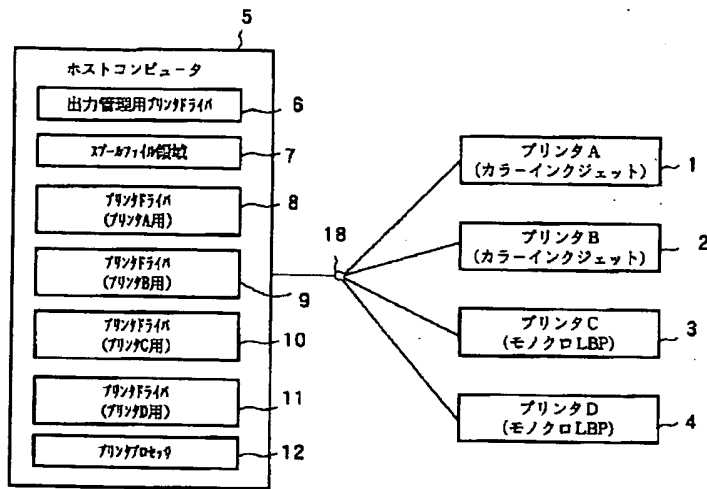 5
ホストコンピュータ
出力管理用プリンタドライバ
6
スプールファイル領域
7
プリンタドライバ
(プリンタA用)
8
プリンタドライバ
(プリンタB用)
9
プリンタドライバ
(プリンタC用)
10
プリンタドライバ
(プリンタD用)
11
プリンタプロセッサ
12
18
プリンタA
(カラーインクジェット)
1
プリンタB
(カラーインクジェット)
2
プリンタC
(モノクロLBP)
3
プリンタD
(モノクロLBP)
4